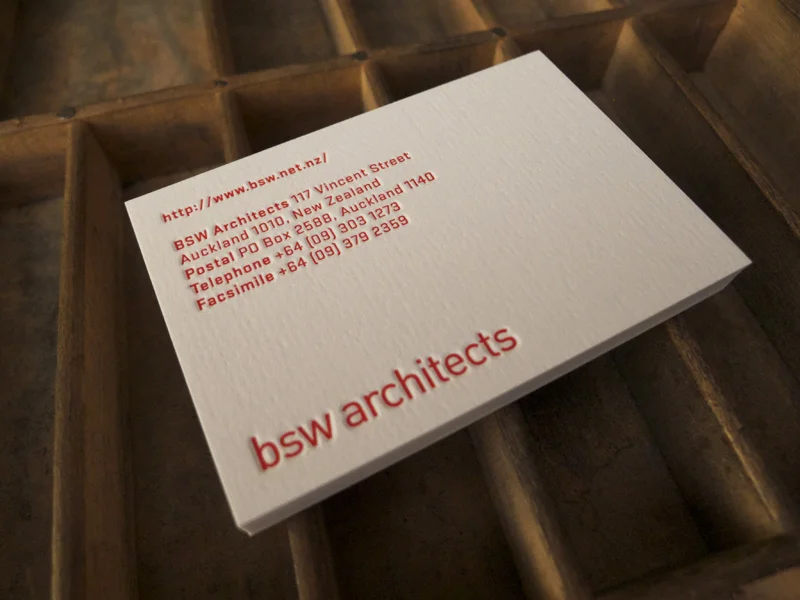 http://www.bsw.net.nz/
BSW Architects 117 Vincent Street
Auckland 1010, New Zealand
Postal PO Box 2588, Auckland 1140
Telephone +64 (09) 303 1273
Facsimile +64 (09) 379 2359
bsw architects